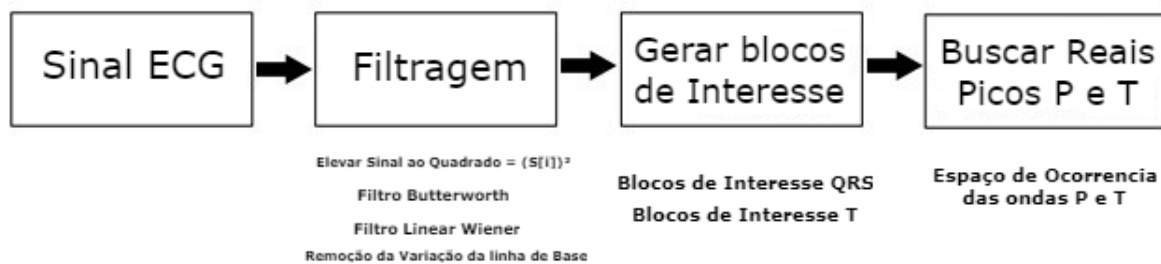 Sinal ECG
Filtragem
Gerar blocos
de Interesse
Buscar Reais
Picos P e T
Elevar Sinal ao Quadrado = (S[i])²
Filtro Butterworth
Filtro Linear Wiener
Remoção da Variação da linha de Base
Blocos de Interesse QRS
Blocos de Interesse T
Espaço de Ocorrencia
das ondas P e T